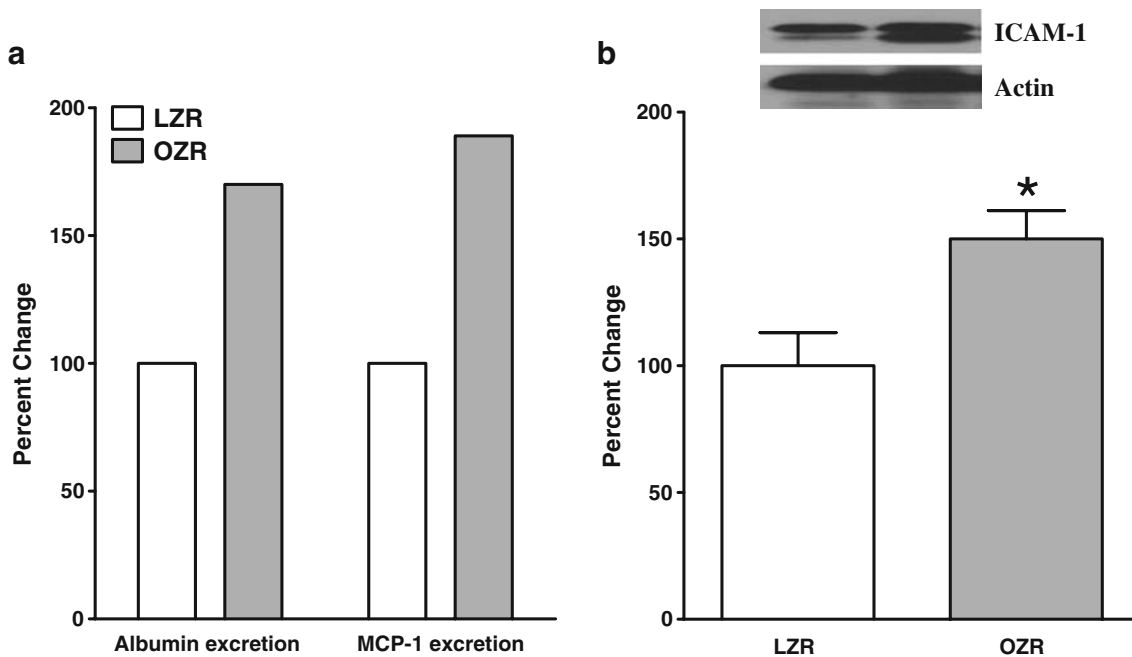 a
200
150
100
50
0
Percent Change
LZR
OZR
Albumin excretion
MCP-1 excretion
b
ICAM-1
Actin
200
150
100
50
0
Percent Change
*
LZR
OZR